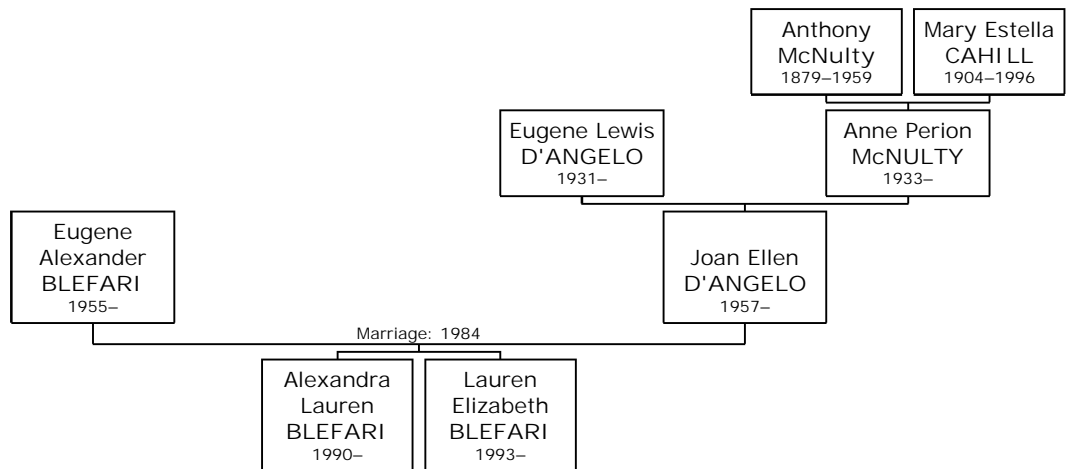 Anthony
McNulty
1879–1959
Mary Estella
CAHILL
1904–1996
Eugene Lewis
D'ANGELO
1931–
Anne Perion
McNULTY
1933–
Eugene
Alexander
BLEFARI
1955–
Joan Ellen
D'ANGELO
1957–
Marriage: 1984
Alexandra
Lauren
BLEFARI
1990–
Lauren
Elizabeth
BLEFARI
1993–